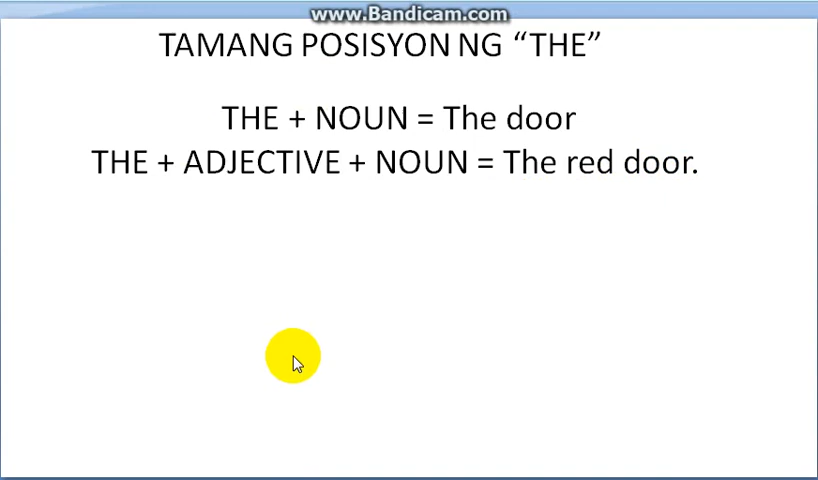 www.Bandicam.com
TAMANG POSISYON NG “THE”
THE + NOUN = The door
THE + ADJECTIVE + NOUN = The red door.